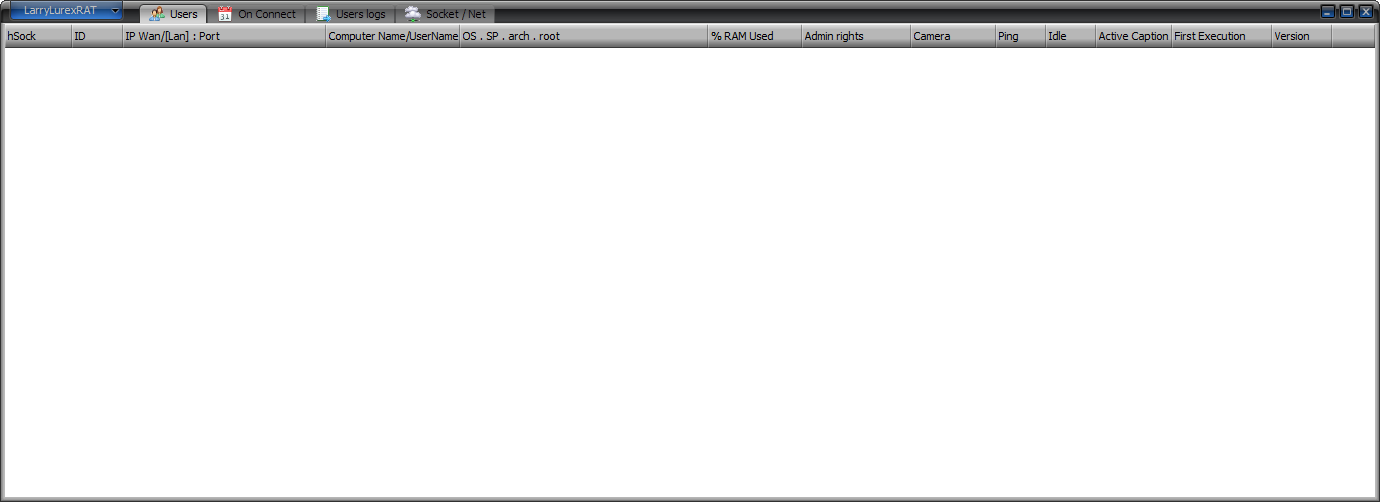 LarryLurexRAT Users 31 On Connect Users logs Socket / Net
hSock ID IP Wan/[Lan] : Port Computer Name/UserName OS . SP . arch . root % RAM Used Admin rights Camera Ping Idle Active Caption First Execution Version